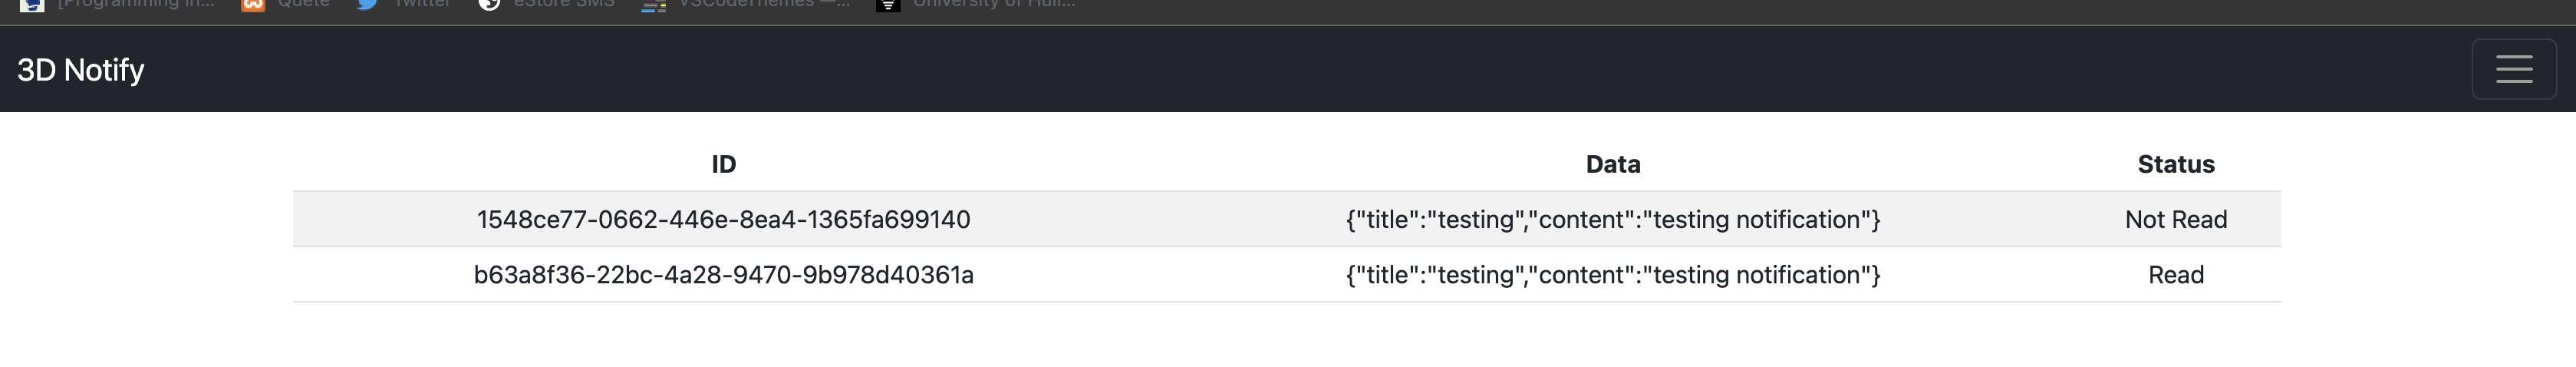 [Programming in... Quete Twitter eStore SMS VSCodeThemes —... University of Hull...
3D Notify
ID Data Status
1548ce77-0662-446e-8ea4-1365fa699140 {"title":"testing","content":"testing notification"} Not Read
b63a8f36-22bc-4a28-9470-9b978d40361a {"title":"testing","content":"testing notification"} Read